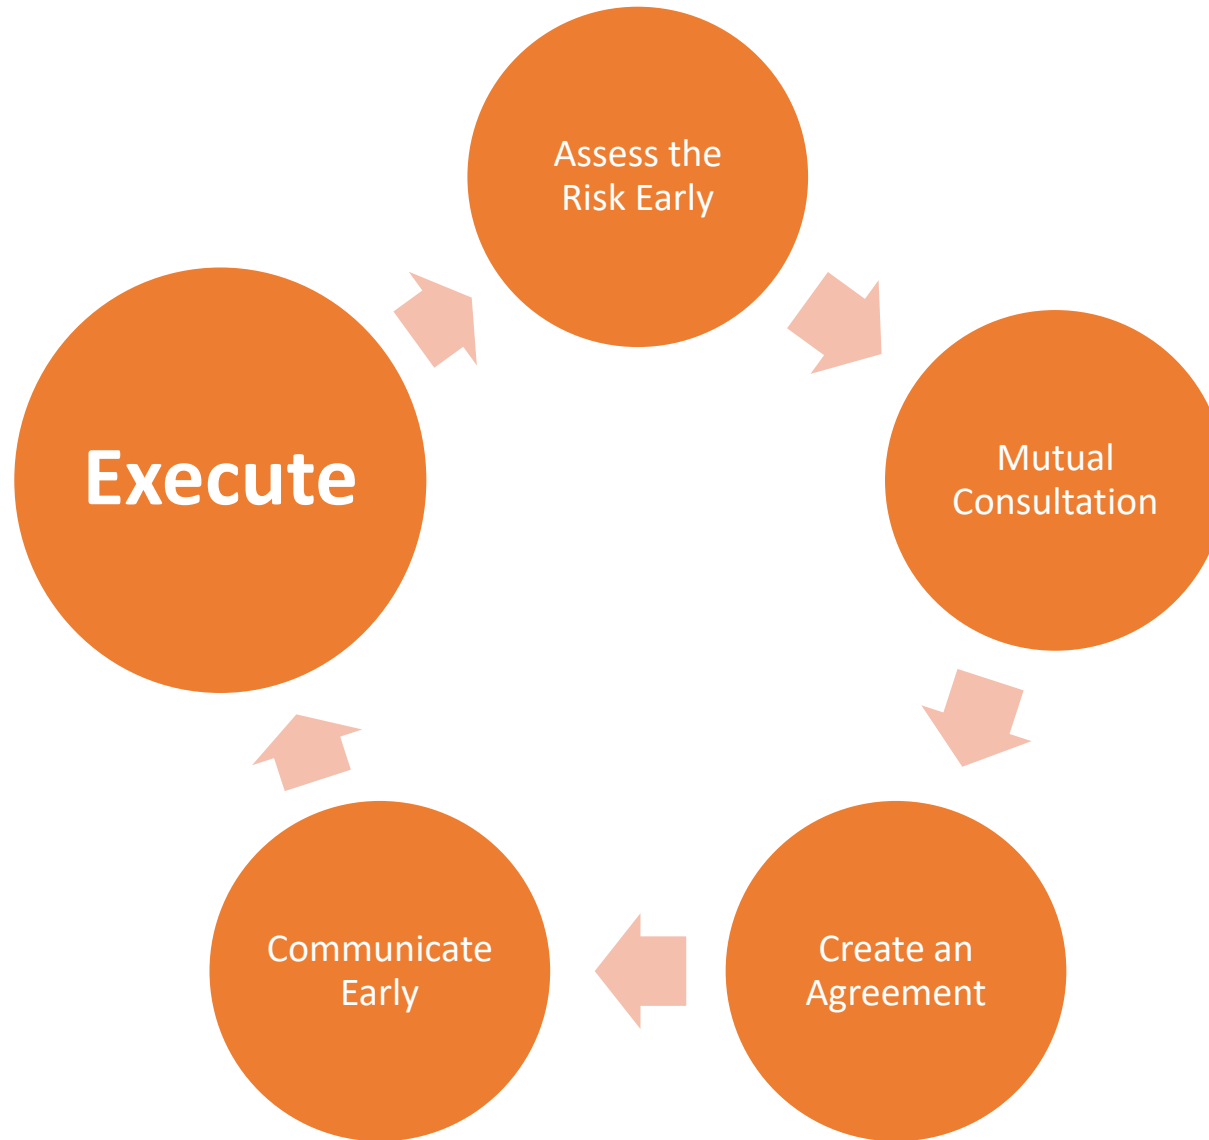 Assess the
Risk Early
Mutual
Consultation
Create an
Agreement
Communicate
Early
Execute